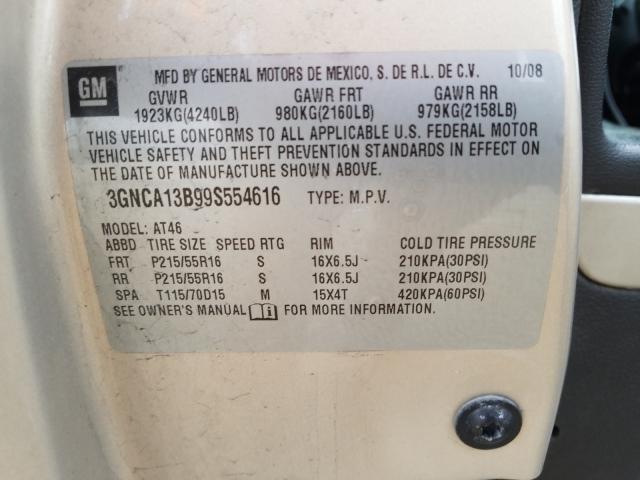 GM
MFD BY GENERAL MOTORS DE MEXICO, S. DE R.L. DE C.V. 10/08
GVWR GAWR FRT GAWR RR
1923KG(4240LB) 980KG(2160LB) 979KG(2158LB)
THIS VEHICLE CONFORMS TO ALL APPLICABLE U.S. FEDERAL MOTOR
VEHICLE SAFETY AND THEFT PREVENTION STANDARDS IN EFFECT ON
THE DATE OF MANUFACTURE SHOWN ABOVE.
3GNCA13B99S554616 TYPE: M.P.V.
MODEL: AT46
ABBD TIRE SIZE SPEED RTG RIM COLD TIRE PRESSURE
FRT P215/55R16 S 16X6.5J 210KPA(30PSI)
RR P215/55R16 S 16X6.5J 210KPA(30PSI)
SPA T115/70D15 M 15X4T 420KPA(60PSI)
SEE OWNER'S MANUAL FOR MORE INFORMATION.